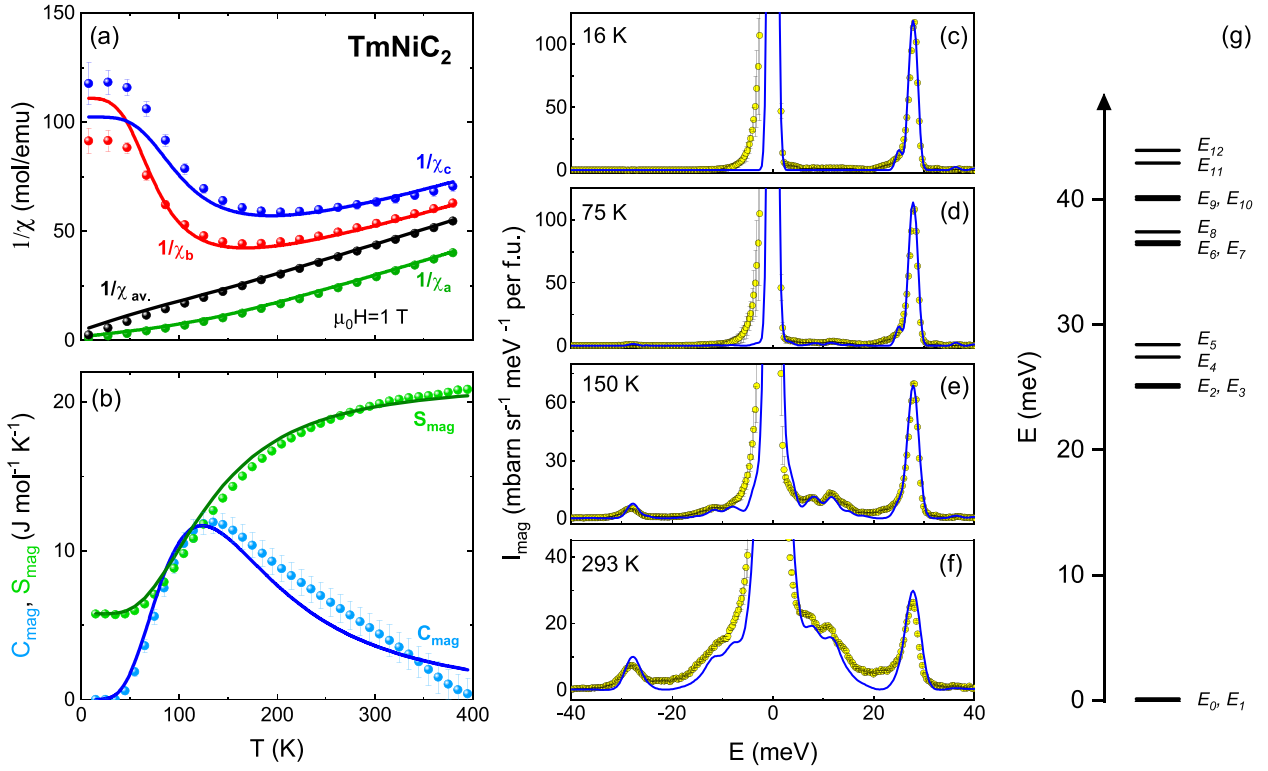 (a)
TmNiC2
150
100
50
0
1/χ (mol/emu)
1/χc
1/χb
1/χ av.
1/χa
μ0H=1 T
(b)
20
10
0
Cmag, Smag (J mol-1 K-1)
Smag
Cmag
0 100 200 300 400
T (K)
Imag (mbarn sr-1 meV-1 per f.u.)
16 K
(c)
100
50
0
75 K
(d)
100
50
0
150 K
(e)
60
30
0
293 K
(f)
40
20
0
-40 -20 0 20 40
E (meV)
(g)
E (meV)
40
30
20
10
0
E12
E11
E9, E10
E8
E6, E7
E5
E4
E2, E3
E0, E1